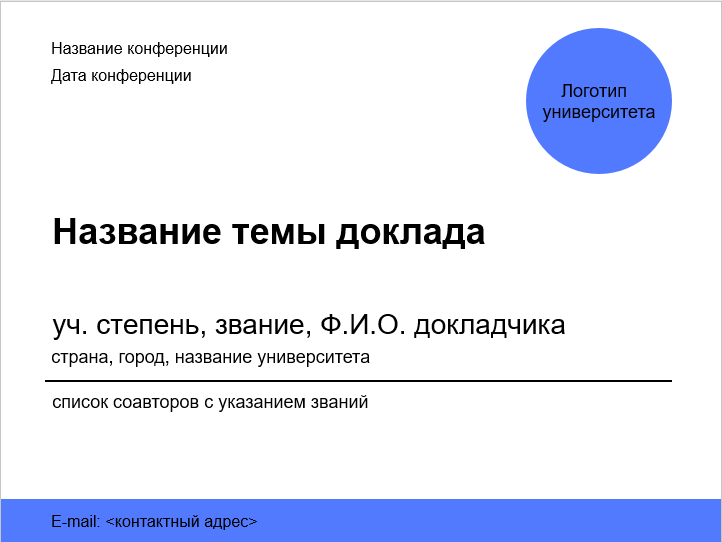 Название конференции
Дата конференции
Логотип
университета
Название темы доклада
уч. степень, звание, Ф.И.О. докладчика
страна, город, название университета
список соавторов с указанием званий
E-mail: <контактный адрес>